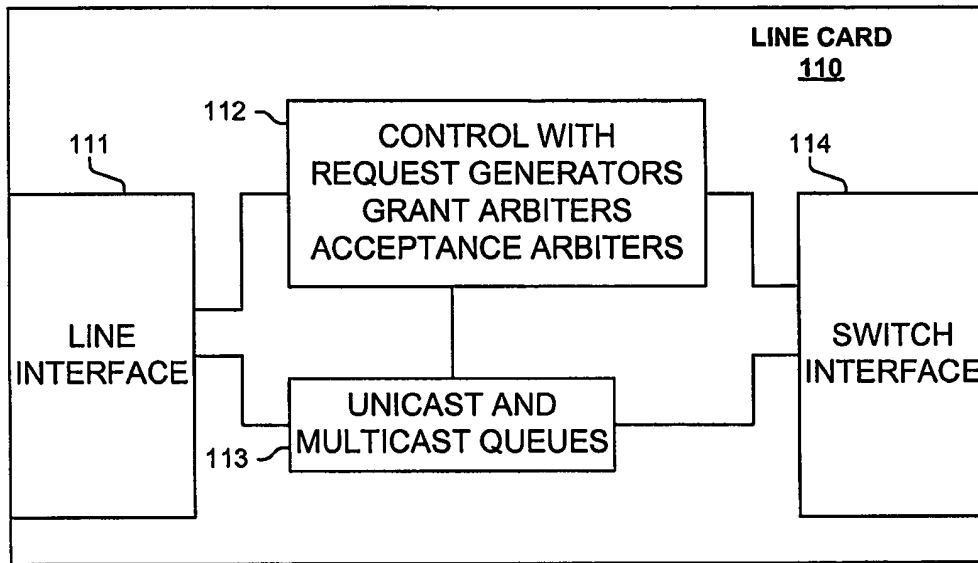 LINE CARD
110
112
CONTROL WITH
REQUEST GENERATORS
GRANT ARBITERS
ACCEPTANCE ARBITERS
111
LINE
INTERFACE
114
SWITCH
INTERFACE
UNICAST AND
MULTICAST QUEUES
113